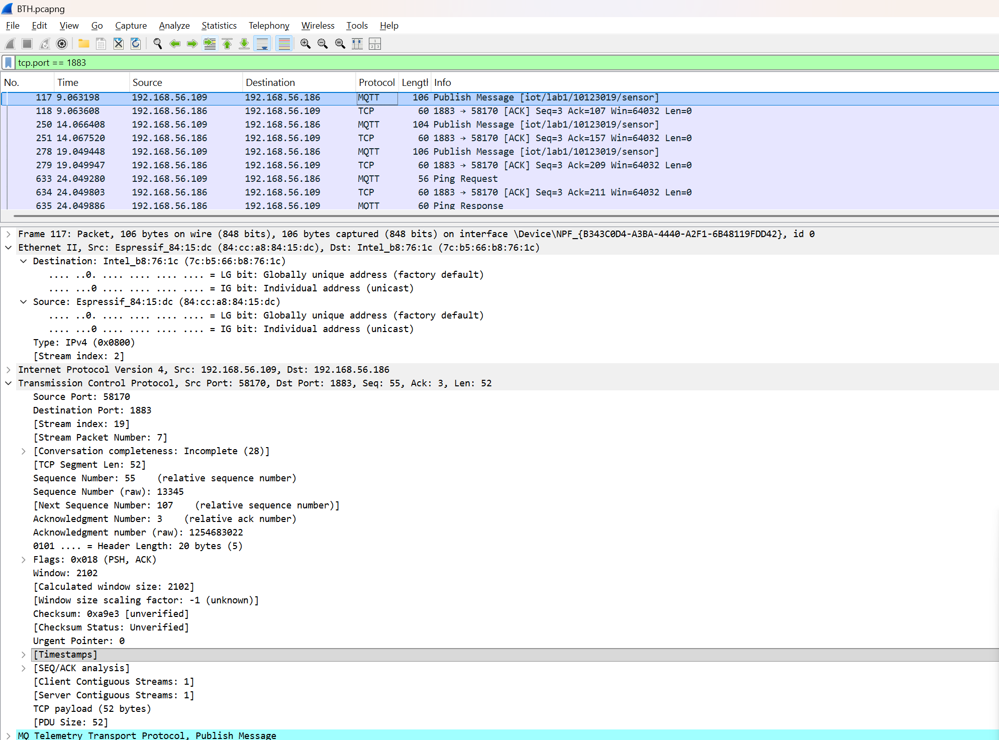 BTH.pcapng
File Edit View Go Capture Analyze Statistics Telephony Wireless Tools Help
tcp.port == 1883
No. Time Source Destination Protocol Length Info
117 9.063198 192.168.56.109 192.168.56.186 MQTT 106 Publish Message [iot/lab1/10123019/sensor]
118 9.063608 192.168.56.186 192.168.56.109 TCP 60 1883 → 58170 [ACK] Seq=3 Ack=107 Win=64032 Len=0
250 14.066408 192.168.56.109 192.168.56.186 MQTT 104 Publish Message [iot/lab1/10123019/sensor]
251 14.067520 192.168.56.186 192.168.56.109 TCP 60 1883 → 58170 [ACK] Seq=3 Ack=157 Win=64032 Len=0
278 19.049448 192.168.56.109 192.168.56.186 MQTT 106 Publish Message [iot/lab1/10123019/sensor]
279 19.049947 192.168.56.186 192.168.56.109 TCP 60 1883 → 58170 [ACK] Seq=3 Ack=209 Win=64032 Len=0
633 24.049280 192.168.56.109 192.168.56.186 MQTT 56 Ping Request
634 24.049803 192.168.56.186 192.168.56.109 TCP 60 1883 → 58170 [ACK] Seq=3 Ack=211 Win=64032 Len=0
635 24.049886 192.168.56.186 192.168.56.109 MQTT 60 Ping Response
Frame 117: Packet, 106 bytes on wire (848 bits), 106 bytes captured (848 bits) on interface \Device\NPF_{B343C0D4-A3BA-4440-A2F1-6B48119FDD42}, id 0
Ethernet II, Src: Espressif_84:15:dc (84:cc:a8:84:15:dc), Dst: Intel_b8:76:1c (7c:b5:66:b8:76:1c)
Destination: Intel_b8:76:1c (7c:b5:66:b8:76:1c)
.... ..0. .... .... .... .... = LG bit: Globally unique address (factory default)
.... ...0 .... .... .... .... = IG bit: Individual address (unicast)
Source: Espressif_84:15:dc (84:cc:a8:84:15:dc)
.... ..0. .... .... .... .... = LG bit: Globally unique address (factory default)
.... ...0 .... .... .... .... = IG bit: Individual address (unicast)
Type: IPv4 (0x0800)
[Stream index: 2]
Internet Protocol Version 4, Src: 192.168.56.109, Dst: 192.168.56.186
Transmission Control Protocol, Src Port: 58170, Dst Port: 1883, Seq: 55, Ack: 3, Len: 52
Source Port: 58170
Destination Port: 1883
[Stream index: 19]
[Stream Packet Number: 7]
[Conversation completeness: Incomplete (28)]
[TCP Segment Len: 52]
Sequence Number: 55 (relative sequence number)
Sequence Number (raw): 13345
[Next Sequence Number: 107 (relative sequence number)]
Acknowledgment Number: 3 (relative ack number)
Acknowledgment number (raw): 1254683022
0101 .... = Header Length: 20 bytes (5)
Flags: 0x018 (PSH, ACK)
Window: 2102
[Calculated window size: 2102]
[Window size scaling factor: -1 (unknown)]
Checksum: 0xa9e3 [unverified]
[Checksum Status: Unverified]
Urgent Pointer: 0
[Timestamps]
[SEQ/ACK analysis]
[Client Contiguous Streams: 1]
[Server Contiguous Streams: 1]
TCP payload (52 bytes)
[PDU Size: 52]
MQ Telemetry Transport Protocol, Publish Message